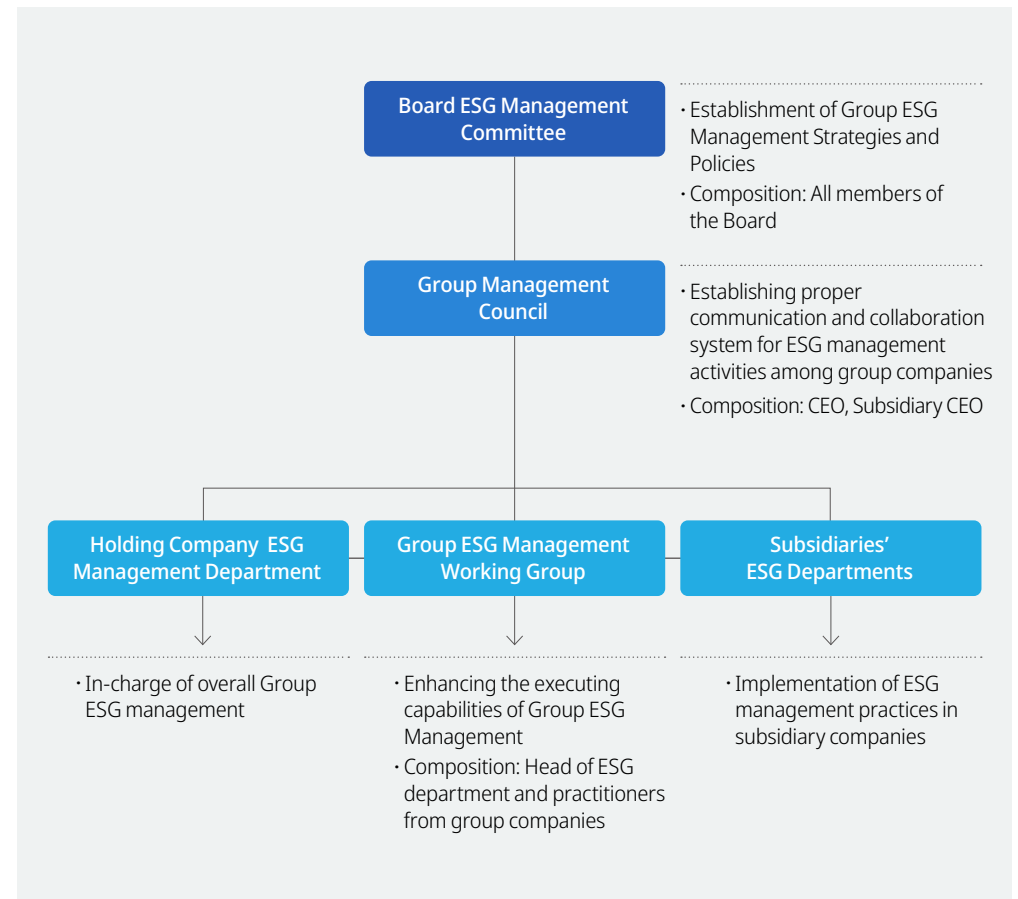 Board ESG Management
Committee
· Establishment of Group ESG
Management Strategies and
Policies
· Composition: All members of
the Board
Group Management
Council
· Establishing proper
communication and collaboration
system for ESG management
activities among group companies
· Composition: CEO, Subsidiary CEO
Holding Company ESG
Management Department
Group ESG Management
Working Group
Subsidiaries’
ESG Departments
· In-charge of overall Group
ESG management
· Enhancing the executing
capabilities of Group ESG
Management
· Composition: Head of ESG
department and practitioners
from group companies
· Implementation of ESG
management practices in
subsidiary companies